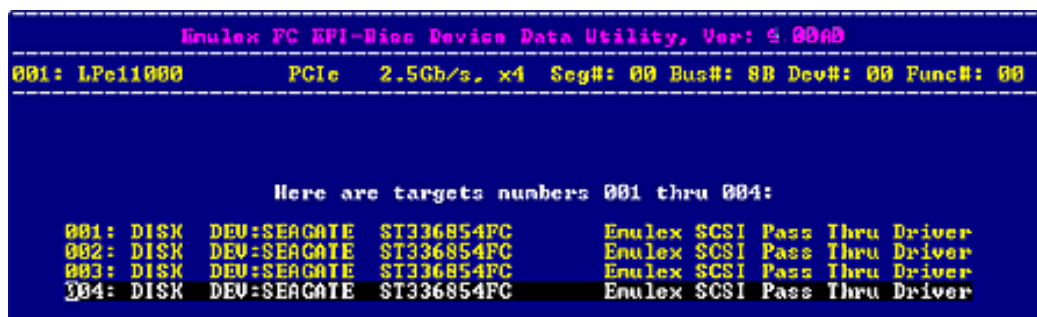 Emulex FC EFI-Bios Device Data Utility, Ver: 6.00A0
001: LPe11000 PCIe 2.5Gb/s, x4 Seg#: 00 Bus#: 8B Dev#: 00 Func#: 00
Here are targets numbers 001 thru 004:
001: DISK DEV:SEAGATE ST336854FC Emulex SCSI Pass Thru Driver
002: DISK DEV:SEAGATE ST336854FC Emulex SCSI Pass Thru Driver
003: DISK DEV:SEAGATE ST336854FC Emulex SCSI Pass Thru Driver
004: DISK DEV:SEAGATE ST336854FC Emulex SCSI Pass Thru Driver